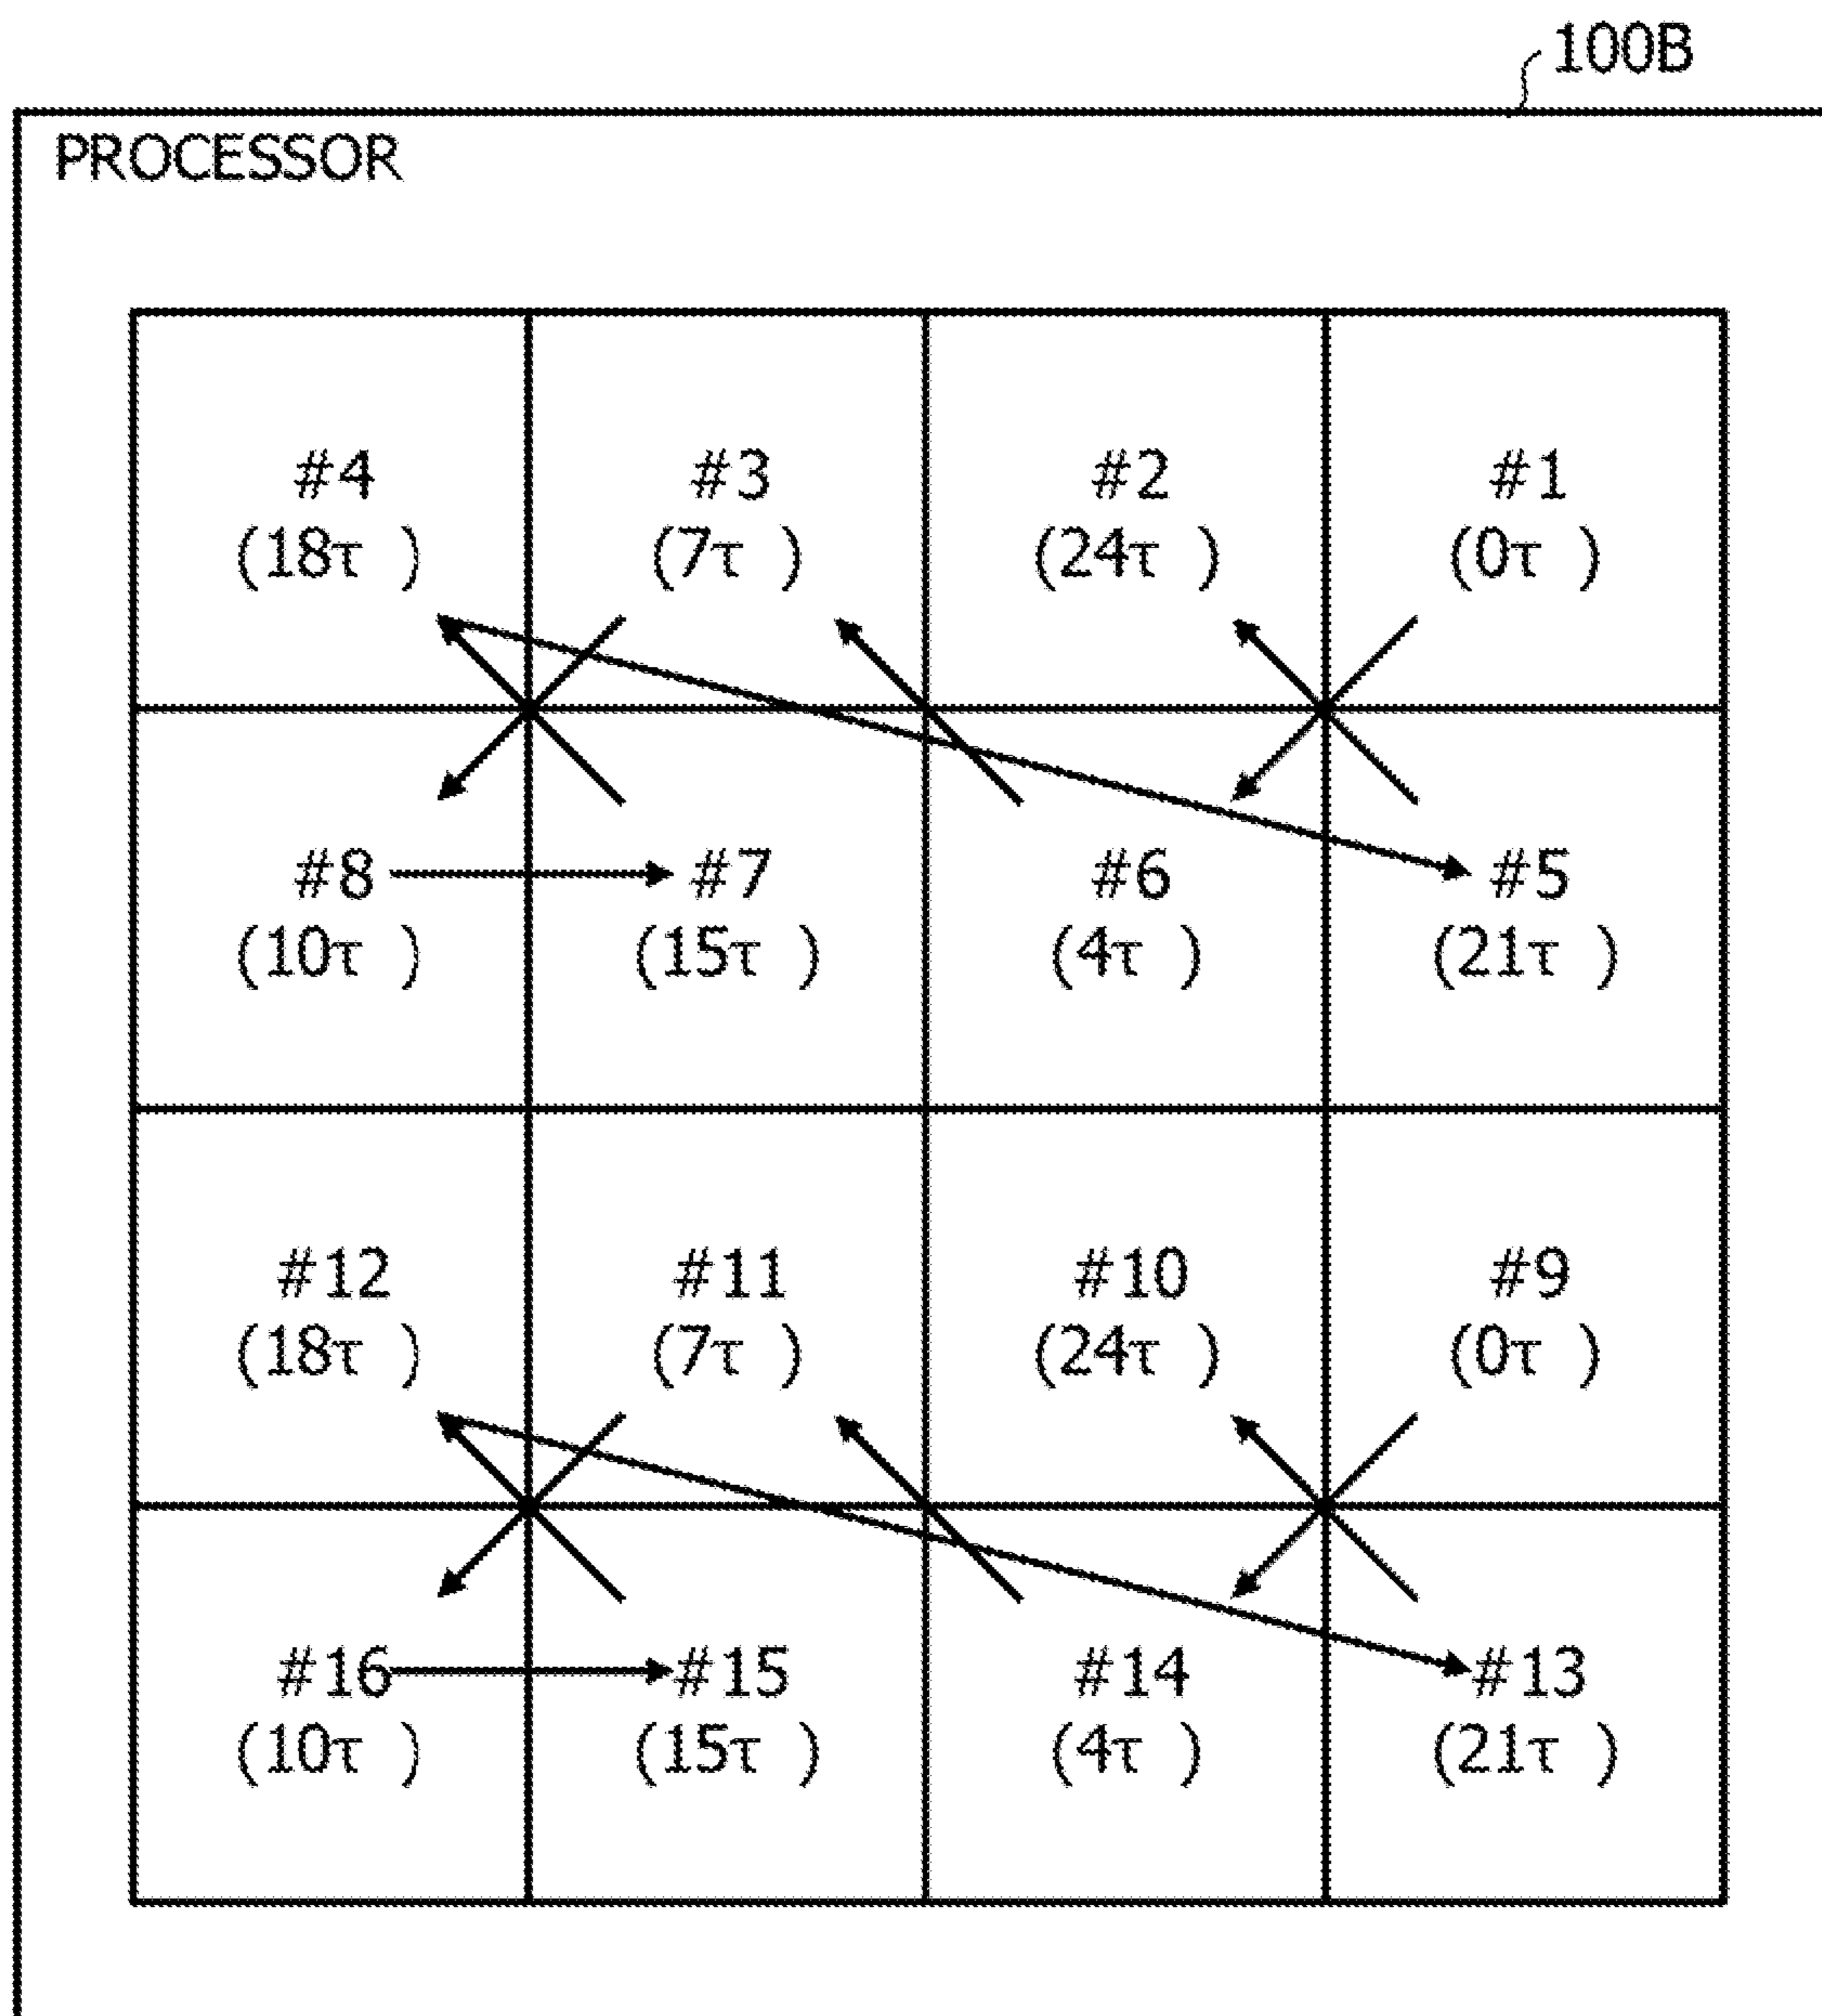 100B
PROCESSOR
#4 #3 #2 #1
(18τ ) (7τ ) (24τ ) (0τ )
#8 #7 #6 #5
(10τ ) (15τ ) (4τ ) (21τ )
#12 #11 #10 #9
(18τ ) (7τ ) (24τ ) (0τ )
#16 #15 #14 #13
(10τ ) (15τ ) (4τ ) (21τ )